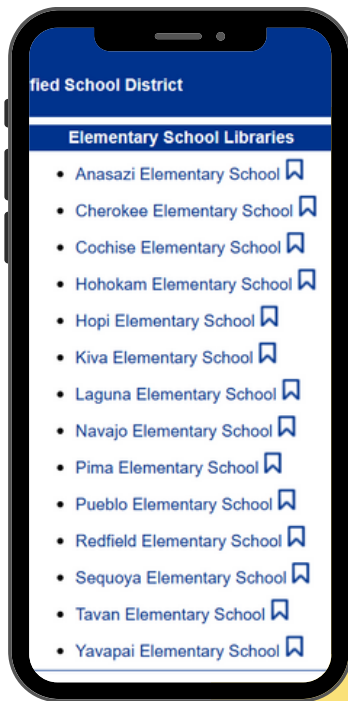 fied School District
Elementary School Libraries
Anasazi Elementary School
Cherokee Elementary School
Cochise Elementary School
Hohokam Elementary School
Hopi Elementary School
Kiva Elementary School
Laguna Elementary School
Navajo Elementary School
Pima Elementary School
Pueblo Elementary School
Redfield Elementary School
Sequoya Elementary School
Tavan Elementary School
Yavapai Elementary School